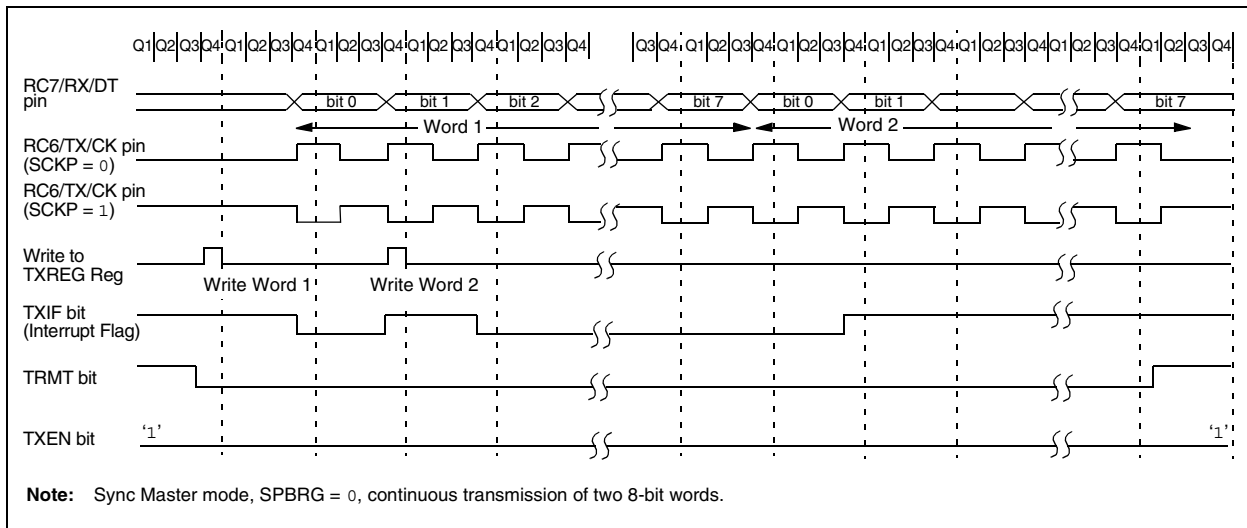 Q1 Q2 Q3 Q4 Q1 Q2 Q3 Q4 Q1 Q2 Q3 Q4 Q1 Q2 Q3 Q4 Q1 Q2 Q3 Q4 Q3 Q4 Q1 Q2 Q3 Q4 Q1 Q2 Q3 Q4 Q1 Q2 Q3 Q4 Q1 Q2 Q3 Q4 Q1 Q2 Q3 Q4 Q1 Q2 Q3 Q4
RC7/RX/DT
pin
bit 0 bit 1 bit 2 bit 7 bit 0 bit 1 bit 7
Word 1 Word 2
RC6/TX/CK pin
(SCKP = 0)
RC6/TX/CK pin
(SCKP = 1)
Write to
TXREG Reg
Write Word 1 Write Word 2
TXIF bit
(Interrupt Flag)
TRMT bit
TXEN bit
‘1’ ‘1’
Note: Sync Master mode, SPBRG = 0, continuous transmission of two 8-bit words.